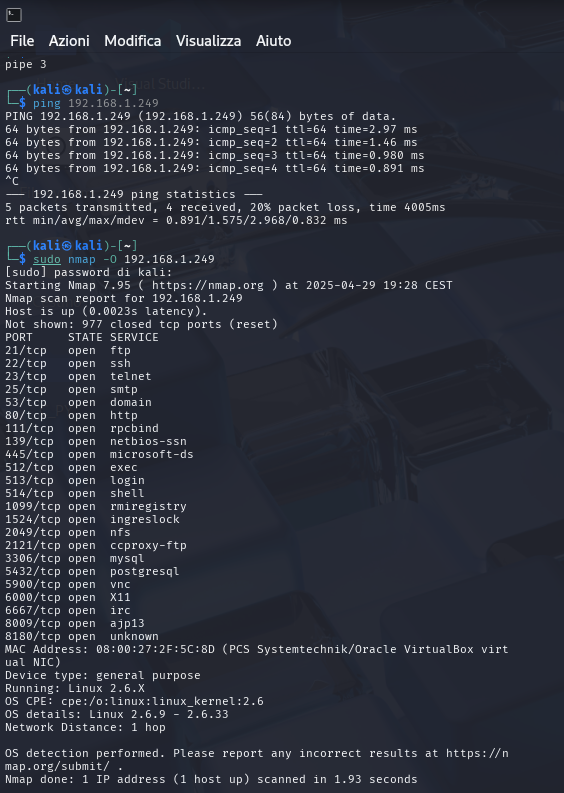 File Azioni Modifica Visualizza Aiuto
pipe 3
┌──(kali㉿kali)-[~]
└─$ ping 192.168.1.249
PING 192.168.1.249 (192.168.1.249) 56(84) bytes of data.
64 bytes from 192.168.1.249: icmp_seq=1 ttl=64 time=2.97 ms
64 bytes from 192.168.1.249: icmp_seq=2 ttl=64 time=1.46 ms
64 bytes from 192.168.1.249: icmp_seq=3 ttl=64 time=0.980 ms
64 bytes from 192.168.1.249: icmp_seq=4 ttl=64 time=0.891 ms
^C
--- 192.168.1.249 ping statistics ---
5 packets transmitted, 4 received, 20% packet loss, time 4005ms
rtt min/avg/max/mdev = 0.891/1.575/2.968/0.832 ms
┌──(kali㉿kali)-[~]
└─$ sudo nmap -O 192.168.1.249
[sudo] password di kali:
Starting Nmap 7.95 ( https://nmap.org ) at 2025-04-29 19:28 CEST
Nmap scan report for 192.168.1.249
Host is up (0.0023s latency).
Not shown: 977 closed tcp ports (reset)
PORT     STATE SERVICE
21/tcp   open  ftp
22/tcp   open  ssh
23/tcp   open  telnet
25/tcp   open  smtp
53/tcp   open  domain
80/tcp   open  http
111/tcp  open  rpcbind
139/tcp  open  netbios-ssn
445/tcp  open  microsoft-ds
512/tcp  open  exec
513/tcp  open  login
514/tcp  open  shell
1099/tcp open  rmiregistry
1524/tcp open  ingreslock
2049/tcp open  nfs
2121/tcp open  ccproxy-ftp
3306/tcp open  mysql
5432/tcp open  postgresql
5900/tcp open  vnc
6000/tcp open  X11
6667/tcp open  irc
8009/tcp open  ajp13
8180/tcp open  unknown
MAC Address: 08:00:27:2F:5C:8D (PCS Systemtechnik/Oracle VirtualBox virt
ual NIC)
Device type: general purpose
Running: Linux 2.6.X
OS CPE: cpe:/o:linux:linux_kernel:2.6
OS details: Linux 2.6.9 - 2.6.33
Network Distance: 1 hop
OS detection performed. Please report any incorrect results at https://n
map.org/submit/ .
Nmap done: 1 IP address (1 host up) scanned in 1.93 seconds